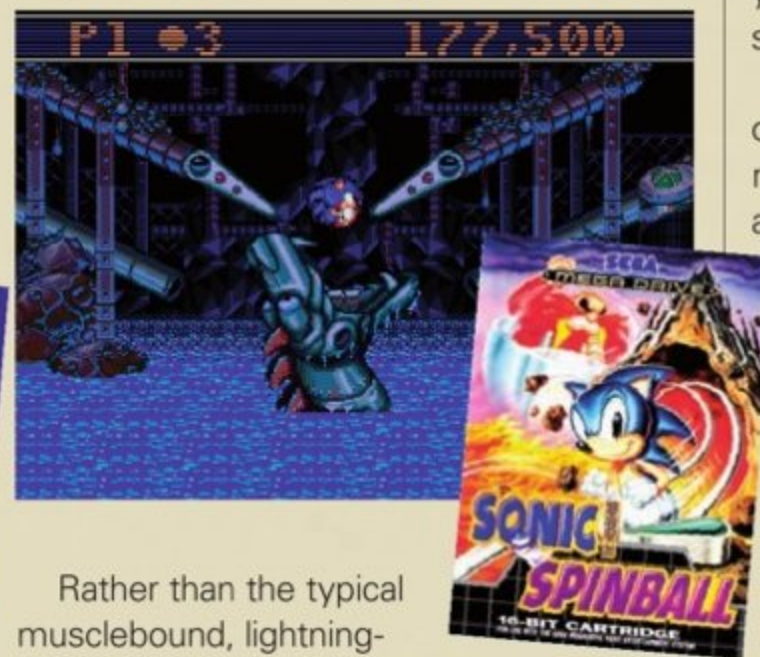 P1 3 177,500
SEGA
MEGA DRIVE
SONIC
SPINBALL
16-BIT CARTRIDGE
Rather than the typical
musclebound, lightning-